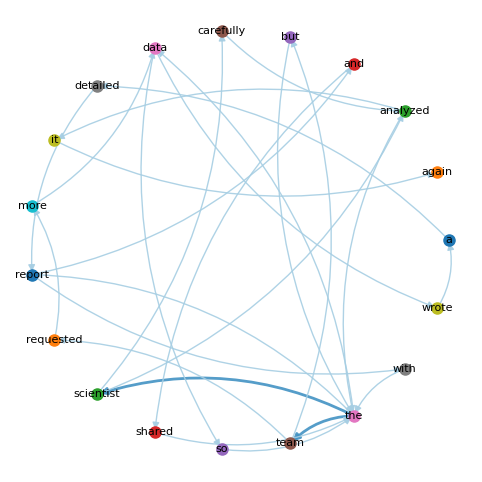 carefully
but
data
and
detailed
analyzed
it
again
more
a
report
wrote
requested
with
scientist
the
shared
team
so